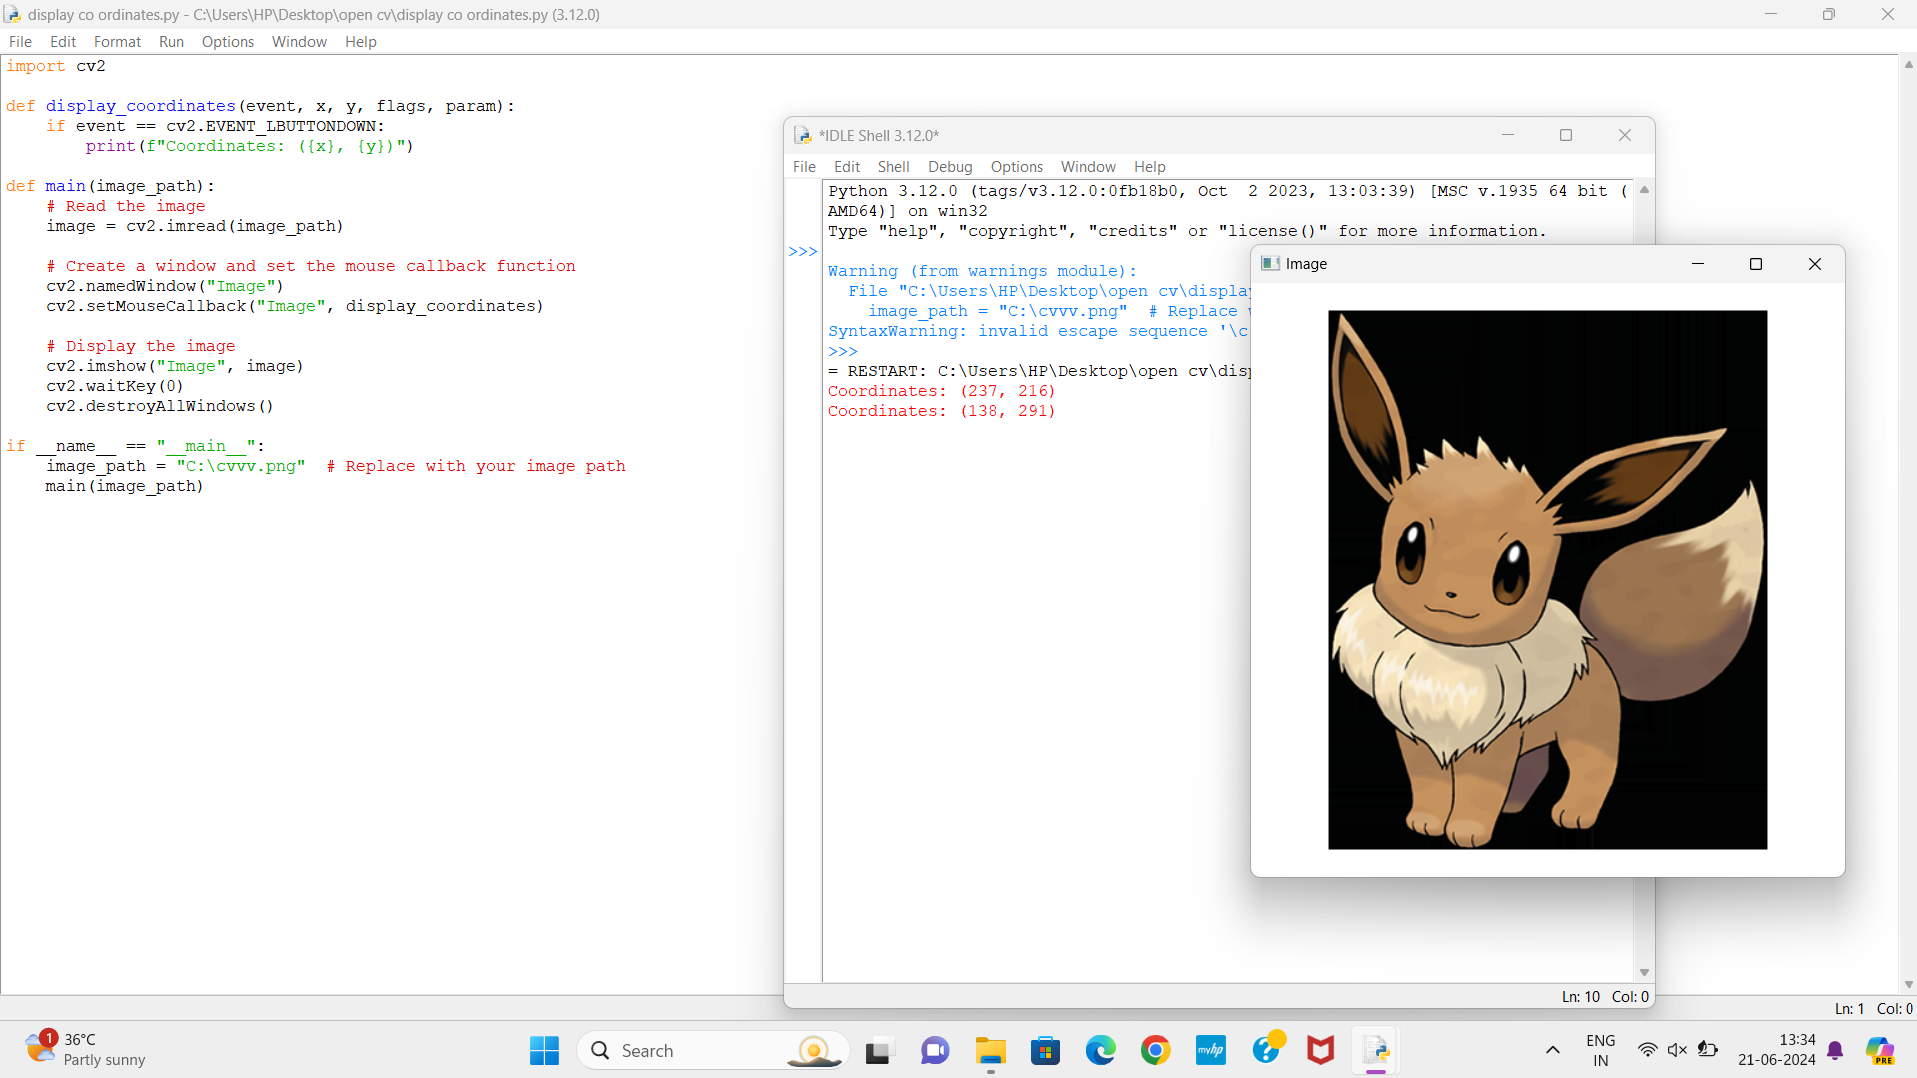 display co ordinates.py - C:\Users\HP\Desktop\open cv\display co ordinates.py (3.12.0)
File Edit Format Run Options Window Help
import cv2
def display_coordinates(event, x, y, flags, param):
    if event == cv2.EVENT_LBUTTONDOWN:
        print(f"Coordinates: ({x}, {y})")
def main(image_path):
    # Read the image
    image = cv2.imread(image_path)
    # Create a window and set the mouse callback function
    cv2.namedWindow("Image")
    cv2.setMouseCallback("Image", display_coordinates)
    # Display the image
    cv2.imshow("Image", image)
    cv2.waitKey(0)
    cv2.destroyAllWindows()
if __name__ == "__main__":
    image_path = "C:\cvvv.png"  # Replace with your image path
    main(image_path)
*IDLE Shell 3.12.0*
File Edit Shell Debug Options Window Help
Python 3.12.0 (tags/v3.12.0:0fb18b0, Oct  2 2023, 13:03:39) [MSC v.1935 64 bit (
AMD64)] on win32
Type "help", "copyright", "credits" or "license()" for more information.
>>>
Warning (from warnings module):
  File "C:\Users\HP\Desktop\open cv\display
    image_path = "C:\cvvv.png"  # Replace
SyntaxWarning: invalid escape sequence '\c
>>>
= RESTART: C:\Users\HP\Desktop\open cv\disp
Coordinates: (237, 216)
Coordinates: (138, 291)
Ln: 10 Col: 0
Image
Ln: 1 Col: 0
1
36°C
Partly sunny
Search
myhp
ENG
IN
13:34
21-06-2024
PRE